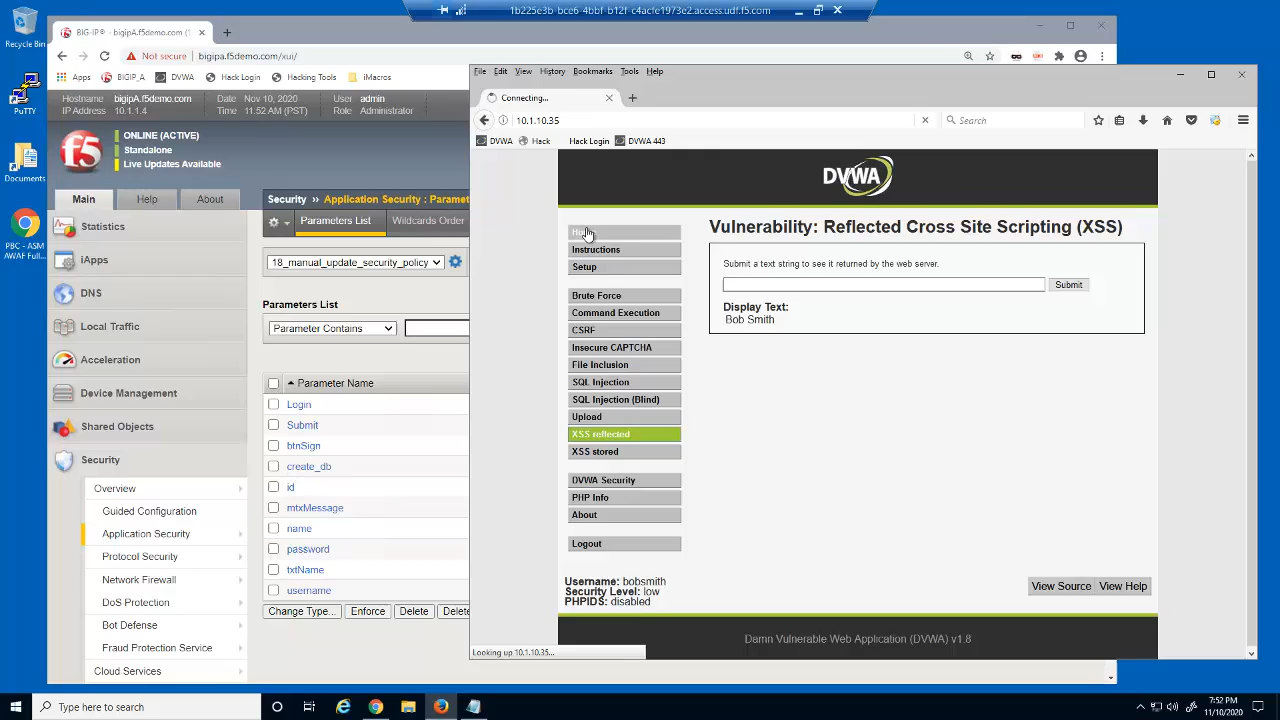 1b225e3b-bce6-4bbf-b12f-c4acfe1973e2.access.udf.f5.com
Recycle Bin
PuTTY
Documents
PBC - ASM
AWAF Full...
BIG-IP® - bigipA.f5demo.com (1
Not secure bigipa.f5demo.com/xui/
Apps BIGIP_A DVWA Hack Login Hacking Tools iMacros
Hostname bigipA.f5demo.com Date Nov 10, 2020 User admin
IP Address 10.1.1.4 Time 11:52 AM (PST) Role Administrator
f5
ONLINE (ACTIVE)
Standalone
Live Updates Available
Main Help About
Statistics
iApps
DNS
Local Traffic
Acceleration
Device Management
Shared Objects
Security
Overview
Guided Configuration
Application Security
Protocol Security
Network Firewall
DoS Protection
Bot Defense
Fraud Protection Service
Cloud Services
Security ›› Application Security : Paramet
Parameters List Wildcards Order
18_manual_update_security_policy
Parameters List
Parameter Contains
Parameter Name
Login
Submit
btnSign
create_db
id
mtxMessage
name
password
txtName
username
Change Type... Enforce Delete Delete
File Edit View History Bookmarks Tools Help
Connecting...
10.1.10.35
Search
DVWA Hack Hack Login DVWA 443
DVWA
Instructions
Setup
Brute Force
Command Execution
CSRF
Insecure CAPTCHA
File Inclusion
SQL Injection
SQL Injection (Blind)
Upload
XSS reflected
XSS stored
DVWA Security
PHP Info
About
Logout
Vulnerability: Reflected Cross Site Scripting (XSS)
Submit a text string to see it returned by the web server.
Submit
Display Text:
Bob Smith
Username: bobsmith
Security Level: low
PHPIDS: disabled
View Source View Help
Damn Vulnerable Web Application (DVWA) v1.8
Looking up 10.1.10.35...
Type here to search
7:52 PM
11/10/2020